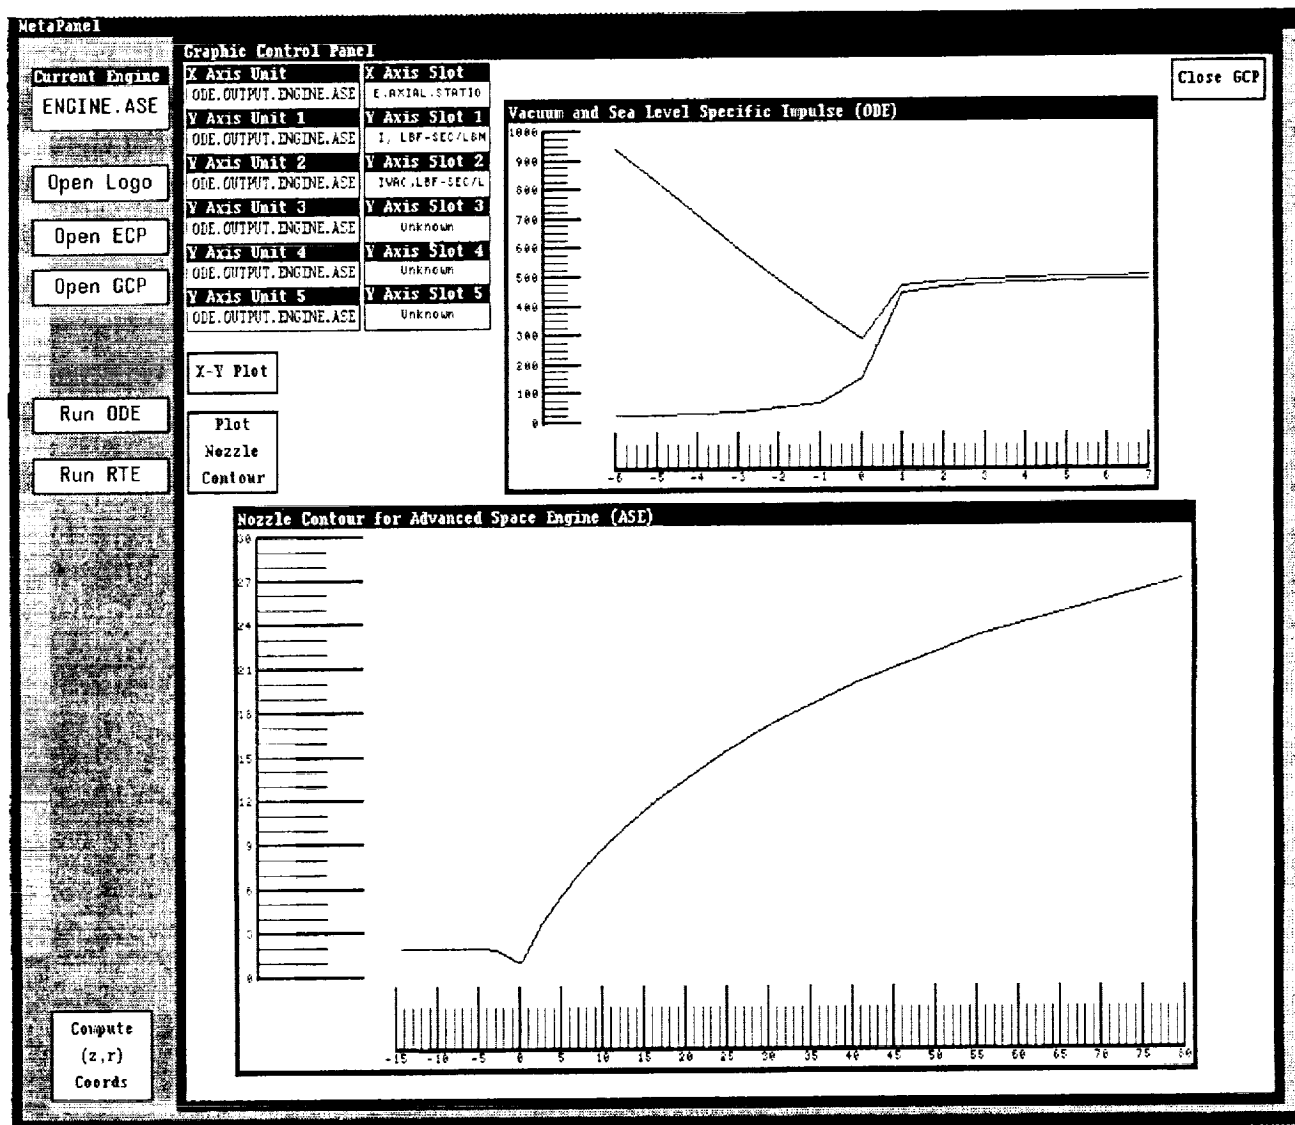 MetaPanel
Current Engine
ENGINE.ASE
Open Logo
Open ECP
Open GCP
Run ODE
Run RTE
Compute
(z,r)
Coords
Graphic Control Panel
X Axis Unit
ODE.OUTPUT.ENGINE.ASE
Y Axis Unit 1
ODE.OUTPUT.ENGINE.ASE
Y Axis Unit 2
ODE.OUTPUT.ENGINE.ASE
Y Axis Unit 3
ODE.OUTPUT.ENGINE.ASE
Y Axis Unit 4
ODE.OUTPUT.ENGINE.ASE
Y Axis Unit 5
ODE.OUTPUT.ENGINE.ASE
X Axis Slot
E.AXIAL.STATIO
Y Axis Slot 1
I, LBF-SEC/LBM
Y Axis Slot 2
IVAC,LBF-SEC/L
Y Axis Slot 3
Unknown
Y Axis Slot 4
Unknown
Y Axis Slot 5
Unknown
X-Y Plot
Plot
Nozzle
Contour
Close GCP
Vacuum and Sea Level Specific Impulse (ODE)
1000
900
800
700
600
500
400
300
200
100
0
-6 -5 -4 -3 -2 -1 0 1 2 3 4 5 6 7
Nozzle Contour for Advanced Space Engine (ASE)
30
27
24
21
18
15
12
9
6
3
0
-15 -10 -5 0 5 10 15 20 25 30 35 40 45 50 55 60 65 70 75 80